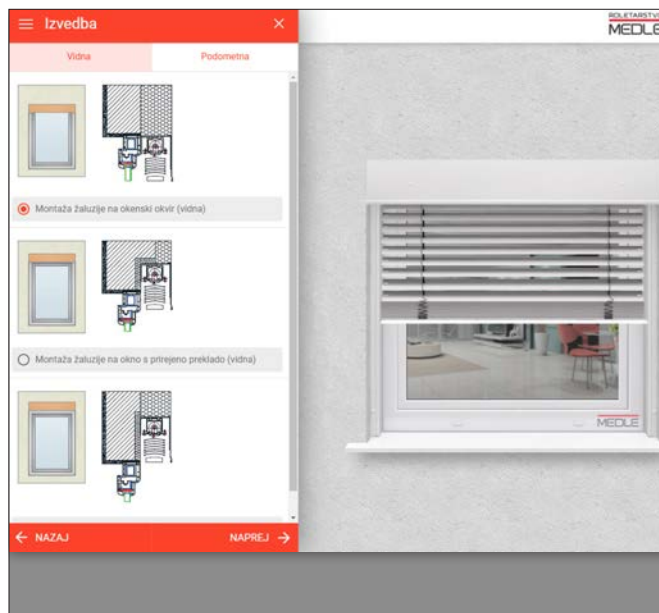 Izvedba
ROLETARSTVO
MEDLE
Vidna
Podometna
Montaža žaluzije na okenski okvir (vidna)
Montaža žaluzije na okno s prirejeno preklado (vidna)
MEDLE
NAZAJ
NAPREJ